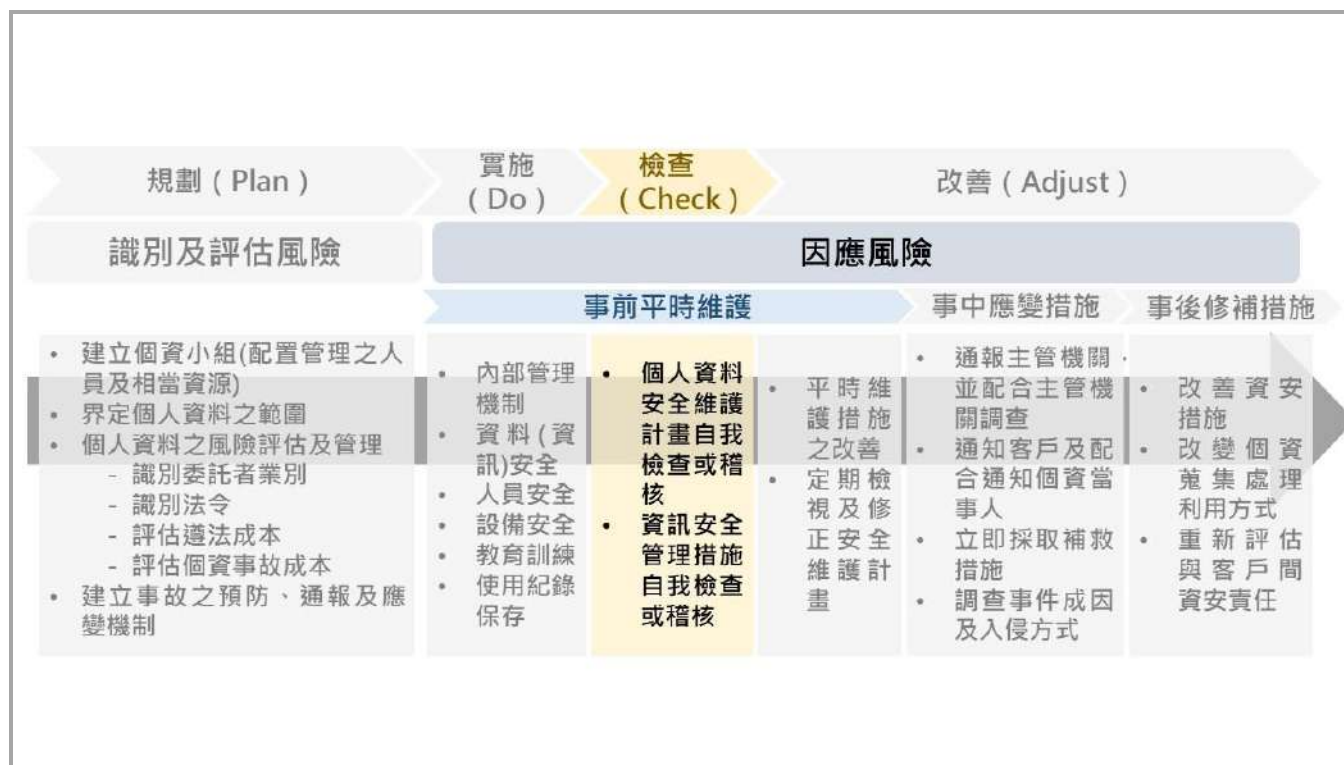 規劃（Plan）
實施
（Do）
檢查
（Check）
改善（Adjust）
識別及評估風險
因應風險
事前平時維護
事中應變措施
事後修補措施
• 建立個資小組(配置管理之人
員及相當資源)
• 界定個人資料之範圍
• 個人資料之風險評估及管理
- 識別委託者業別
- 識別法令
- 評估遵法成本
- 評估個資事故成本
• 建立事故之預防、通報及應
變機制
• 內部管理
機制
• 資料(資
訊)安全
• 人員安全
• 設備安全
• 教育訓練
• 使用紀錄
保存
• 個人資料
安全維護
計畫自我
檢查或稽
核
• 資訊安全
管理措施
自我檢查
或稽核
• 平時維
護措施
之改善
• 定期檢
視及修
正安全
維護計
畫
• 通報主管機關
並配合主管機
關調查
• 通知客戶及配
合通知個資當
事人
• 立即採取補救
措施
• 調查事件成因
及入侵方式
• 改善資安
措施
• 改變個資
蒐集處理
利用方式
• 重新評估
與客戶間
資安責任